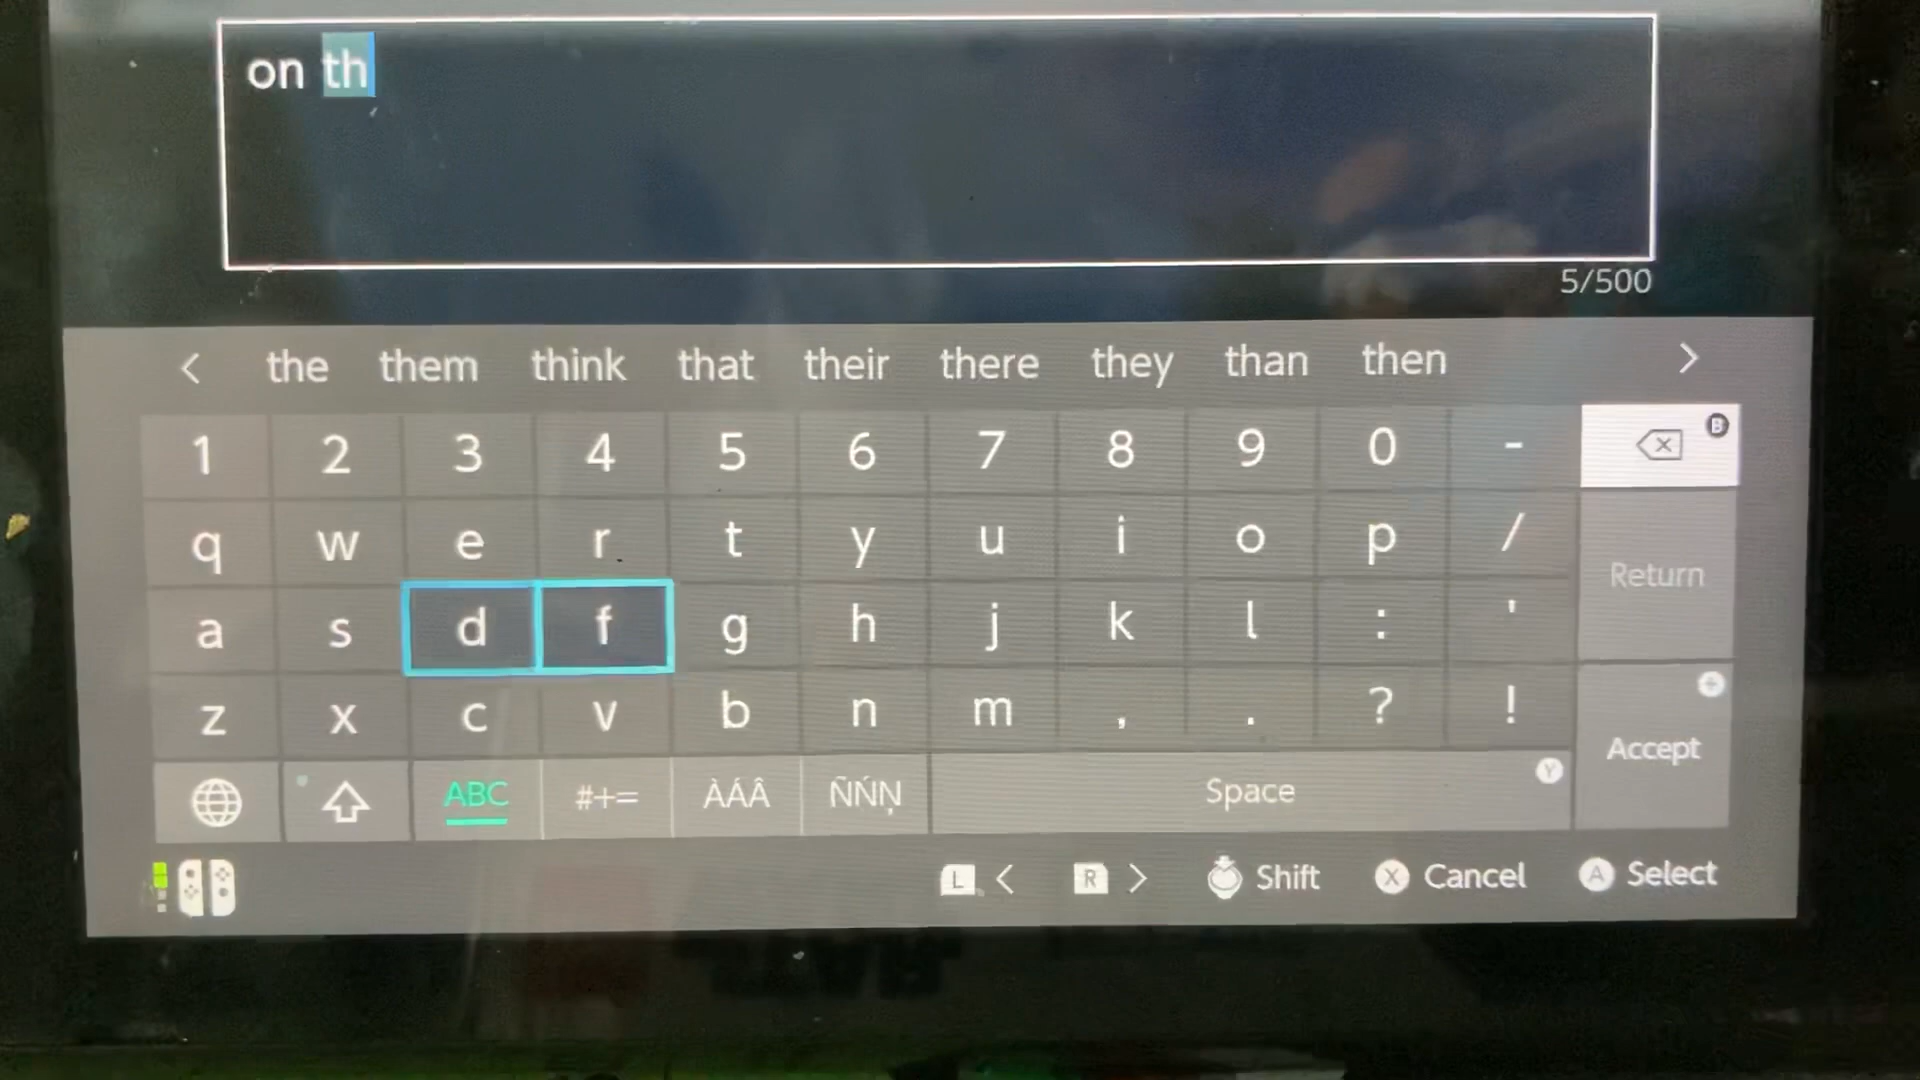 on th
5/500
< the them think that their there they than then >
1 2 3 4 5 6 7 8 9 0 - B
q w e r t y u i o p / Return
a s d f g h j k l : '
z x c v b n m , . ? ! + Accept
ABC #+= ÀÁÂ ÑŃŅ Space Y
L < R > Shift X Cancel A Select